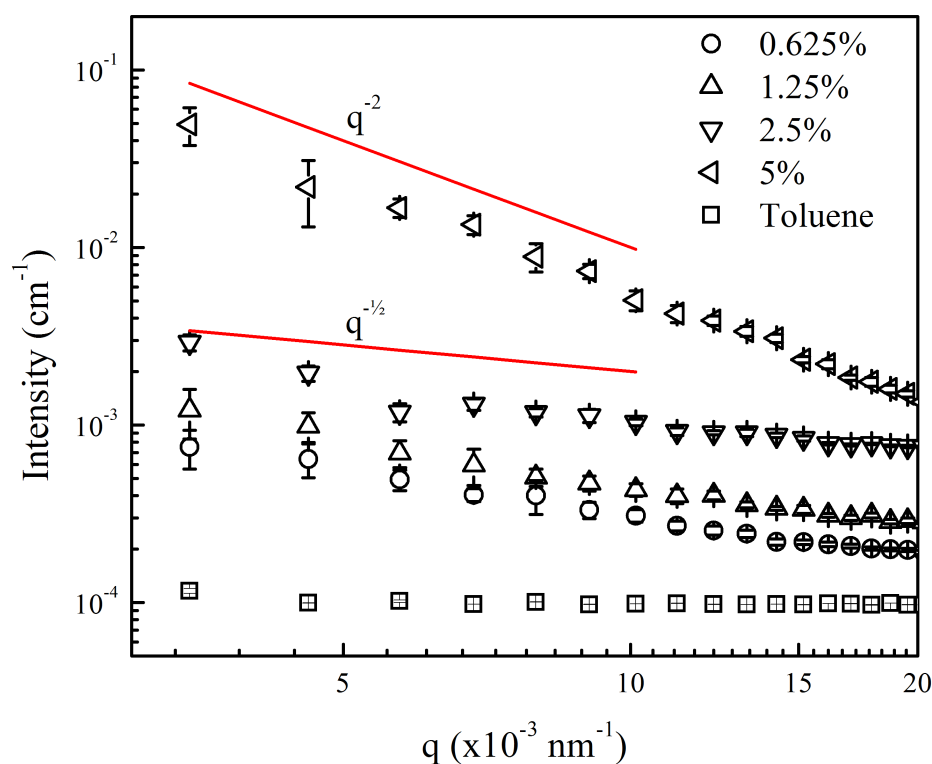 0.625%
1.25%
2.5%
5%
Toluene
q⁻²
q⁻½
10⁻¹
10⁻²
10⁻³
10⁻⁴
Intensity (cm⁻¹)
5 10 15 20
q (x10⁻³ nm⁻¹)